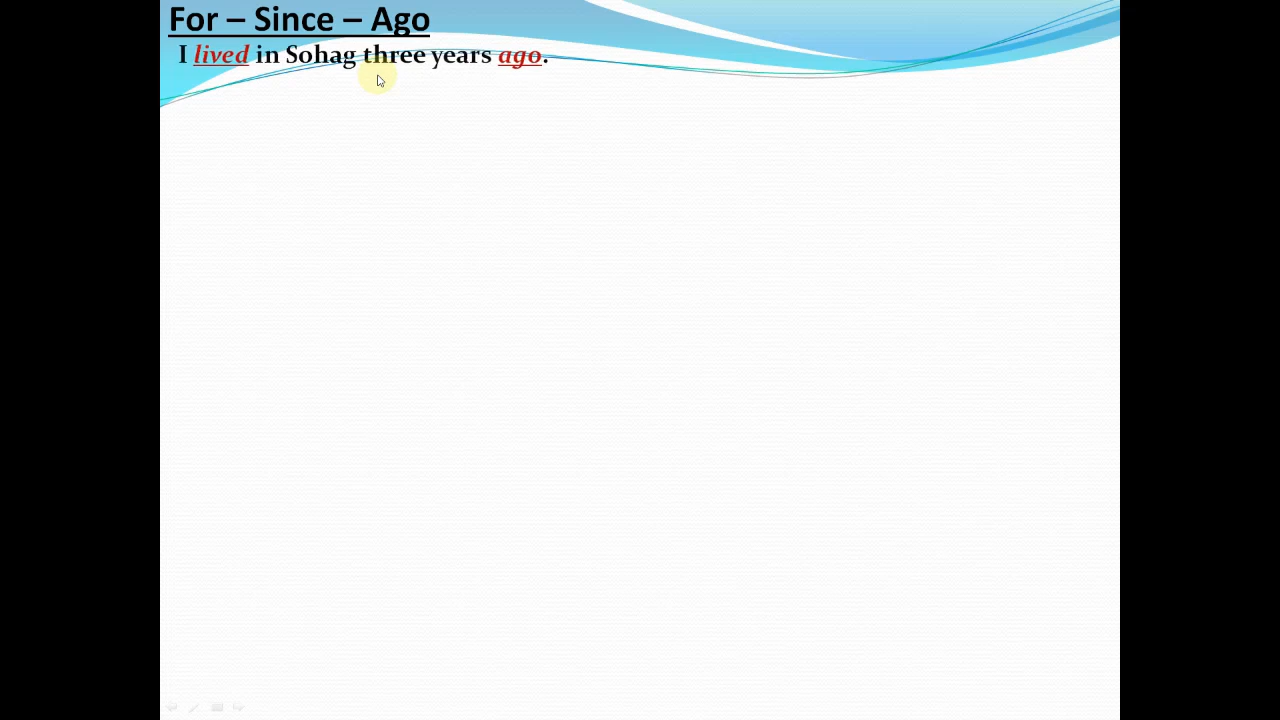 For – Since – Ago
I lived in Sohag three years ago.